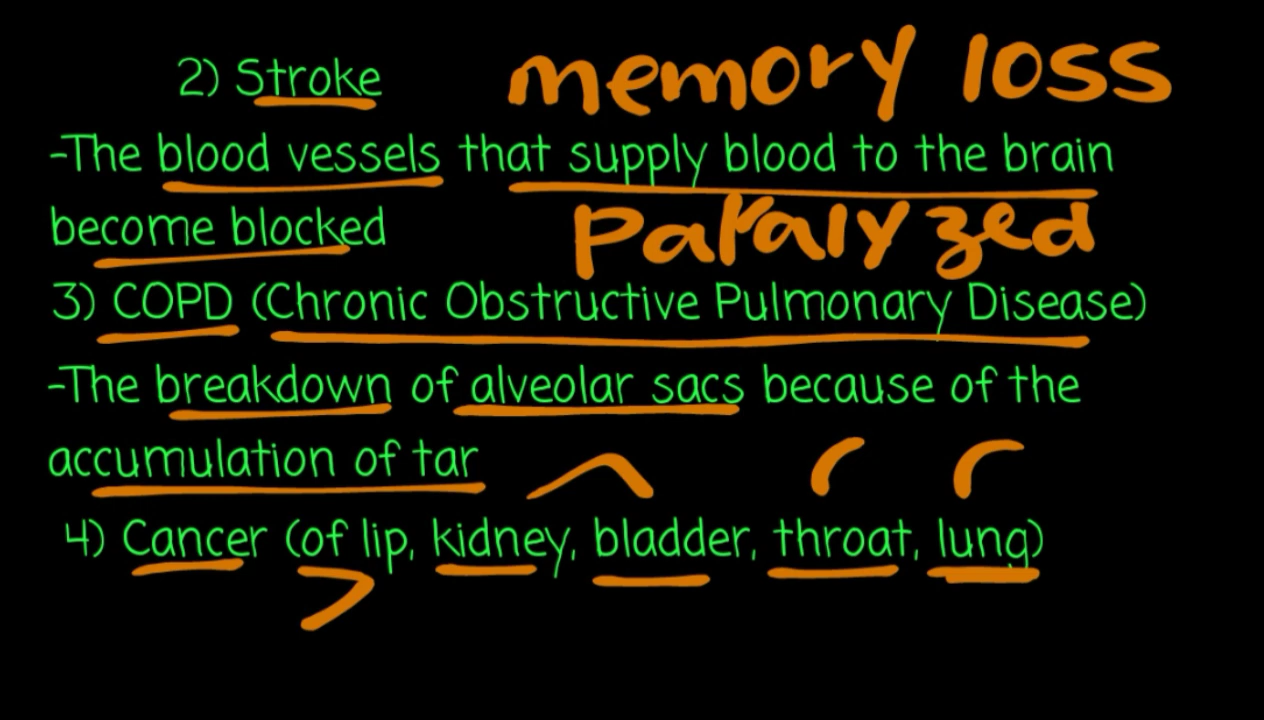 2) Stroke memory loss
-The blood vessels that supply blood to the brain
become blocked paralyzed
3) COPD (Chronic Obstructive Pulmonary Disease)
-The breakdown of alveolar sacs because of the
accumulation of tar
4) Cancer (of lip, kidney, bladder, throat, lung)